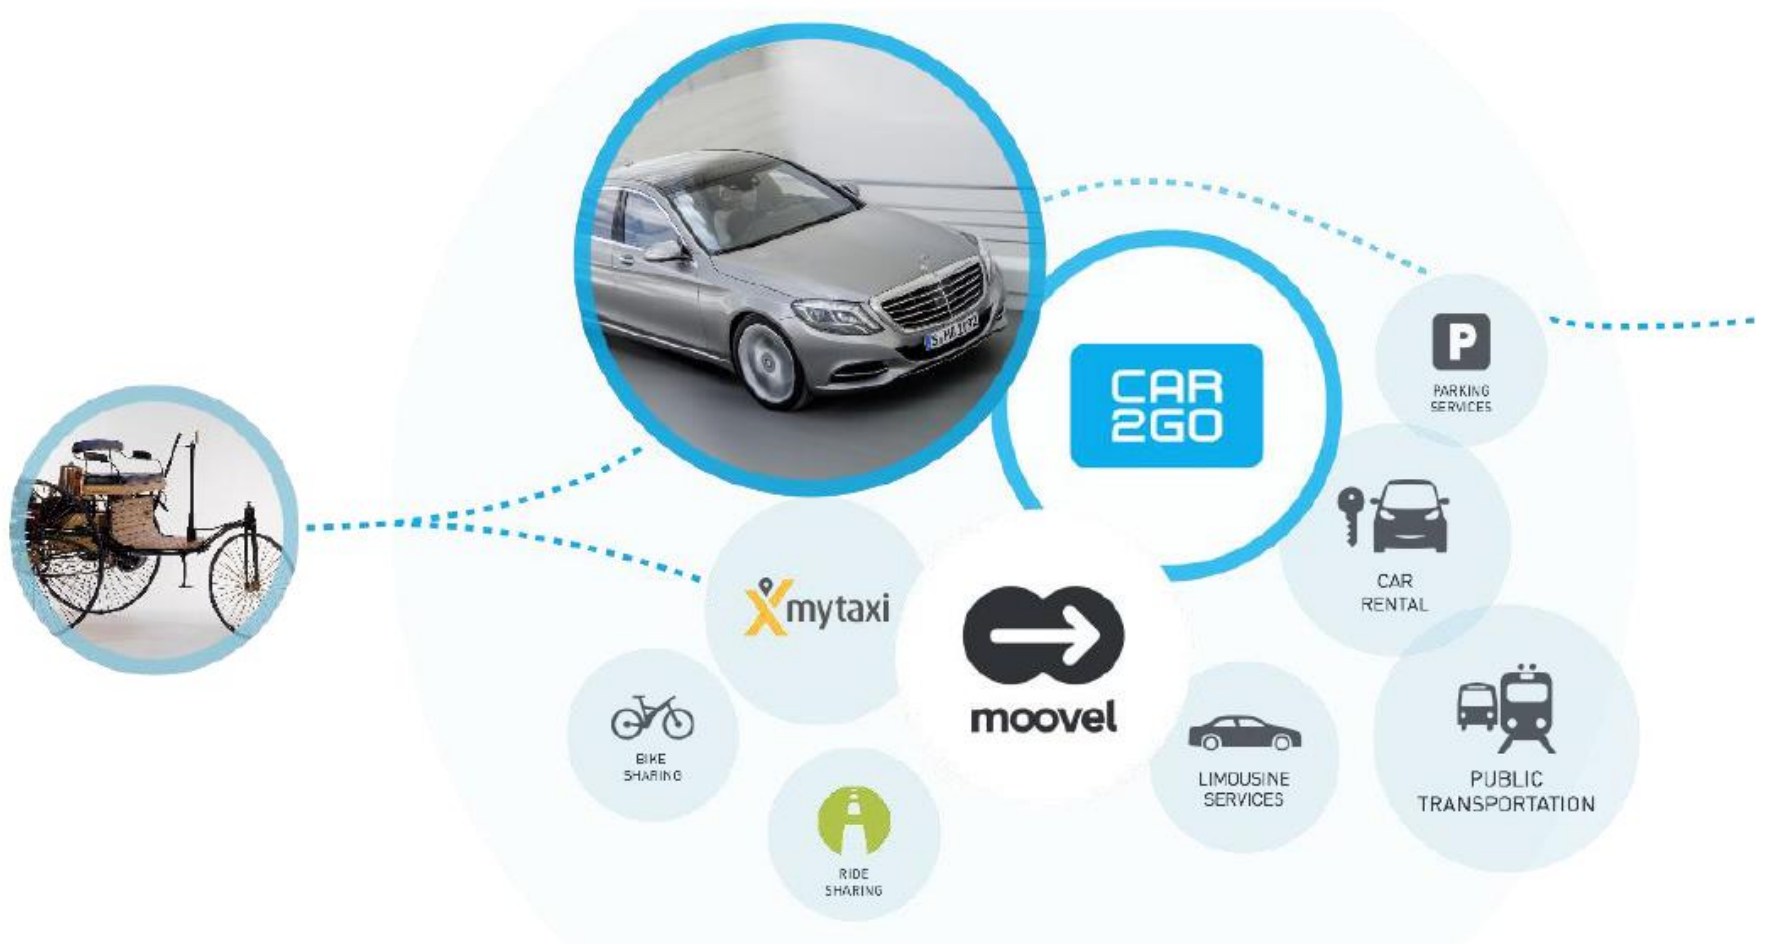 CAR
2GO
P
PARKING
SERVICES
CAR
RENTAL
mytaxi
moovel
BIKE
SHARING
LIMOUSINE
SERVICES
PUBLIC
TRANSPORTATION
RIDE
SHARING